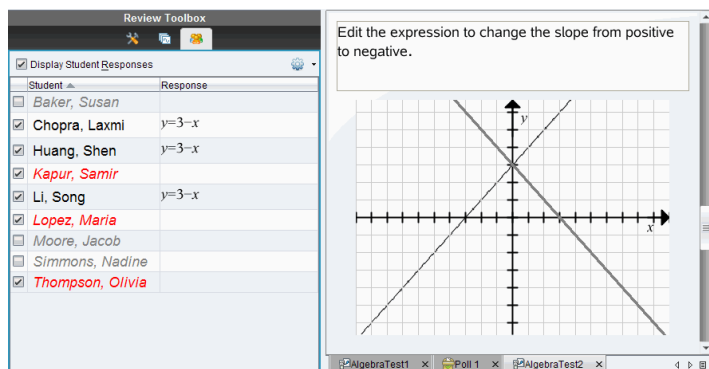 Review Toolbox
Display Student Responses
Student Response
Baker, Susan
Chopra, Laxmi y=3−x
Huang, Shen y=3−x
Kapur, Samir
Li, Song y=3−x
Lopez, Maria
Moore, Jacob
Simmons, Nadine
Thompson, Olivia
Edit the expression to change the slope from positive
to negative.
y
x
AlgebraTest1 Poll 1 AlgebraTest2